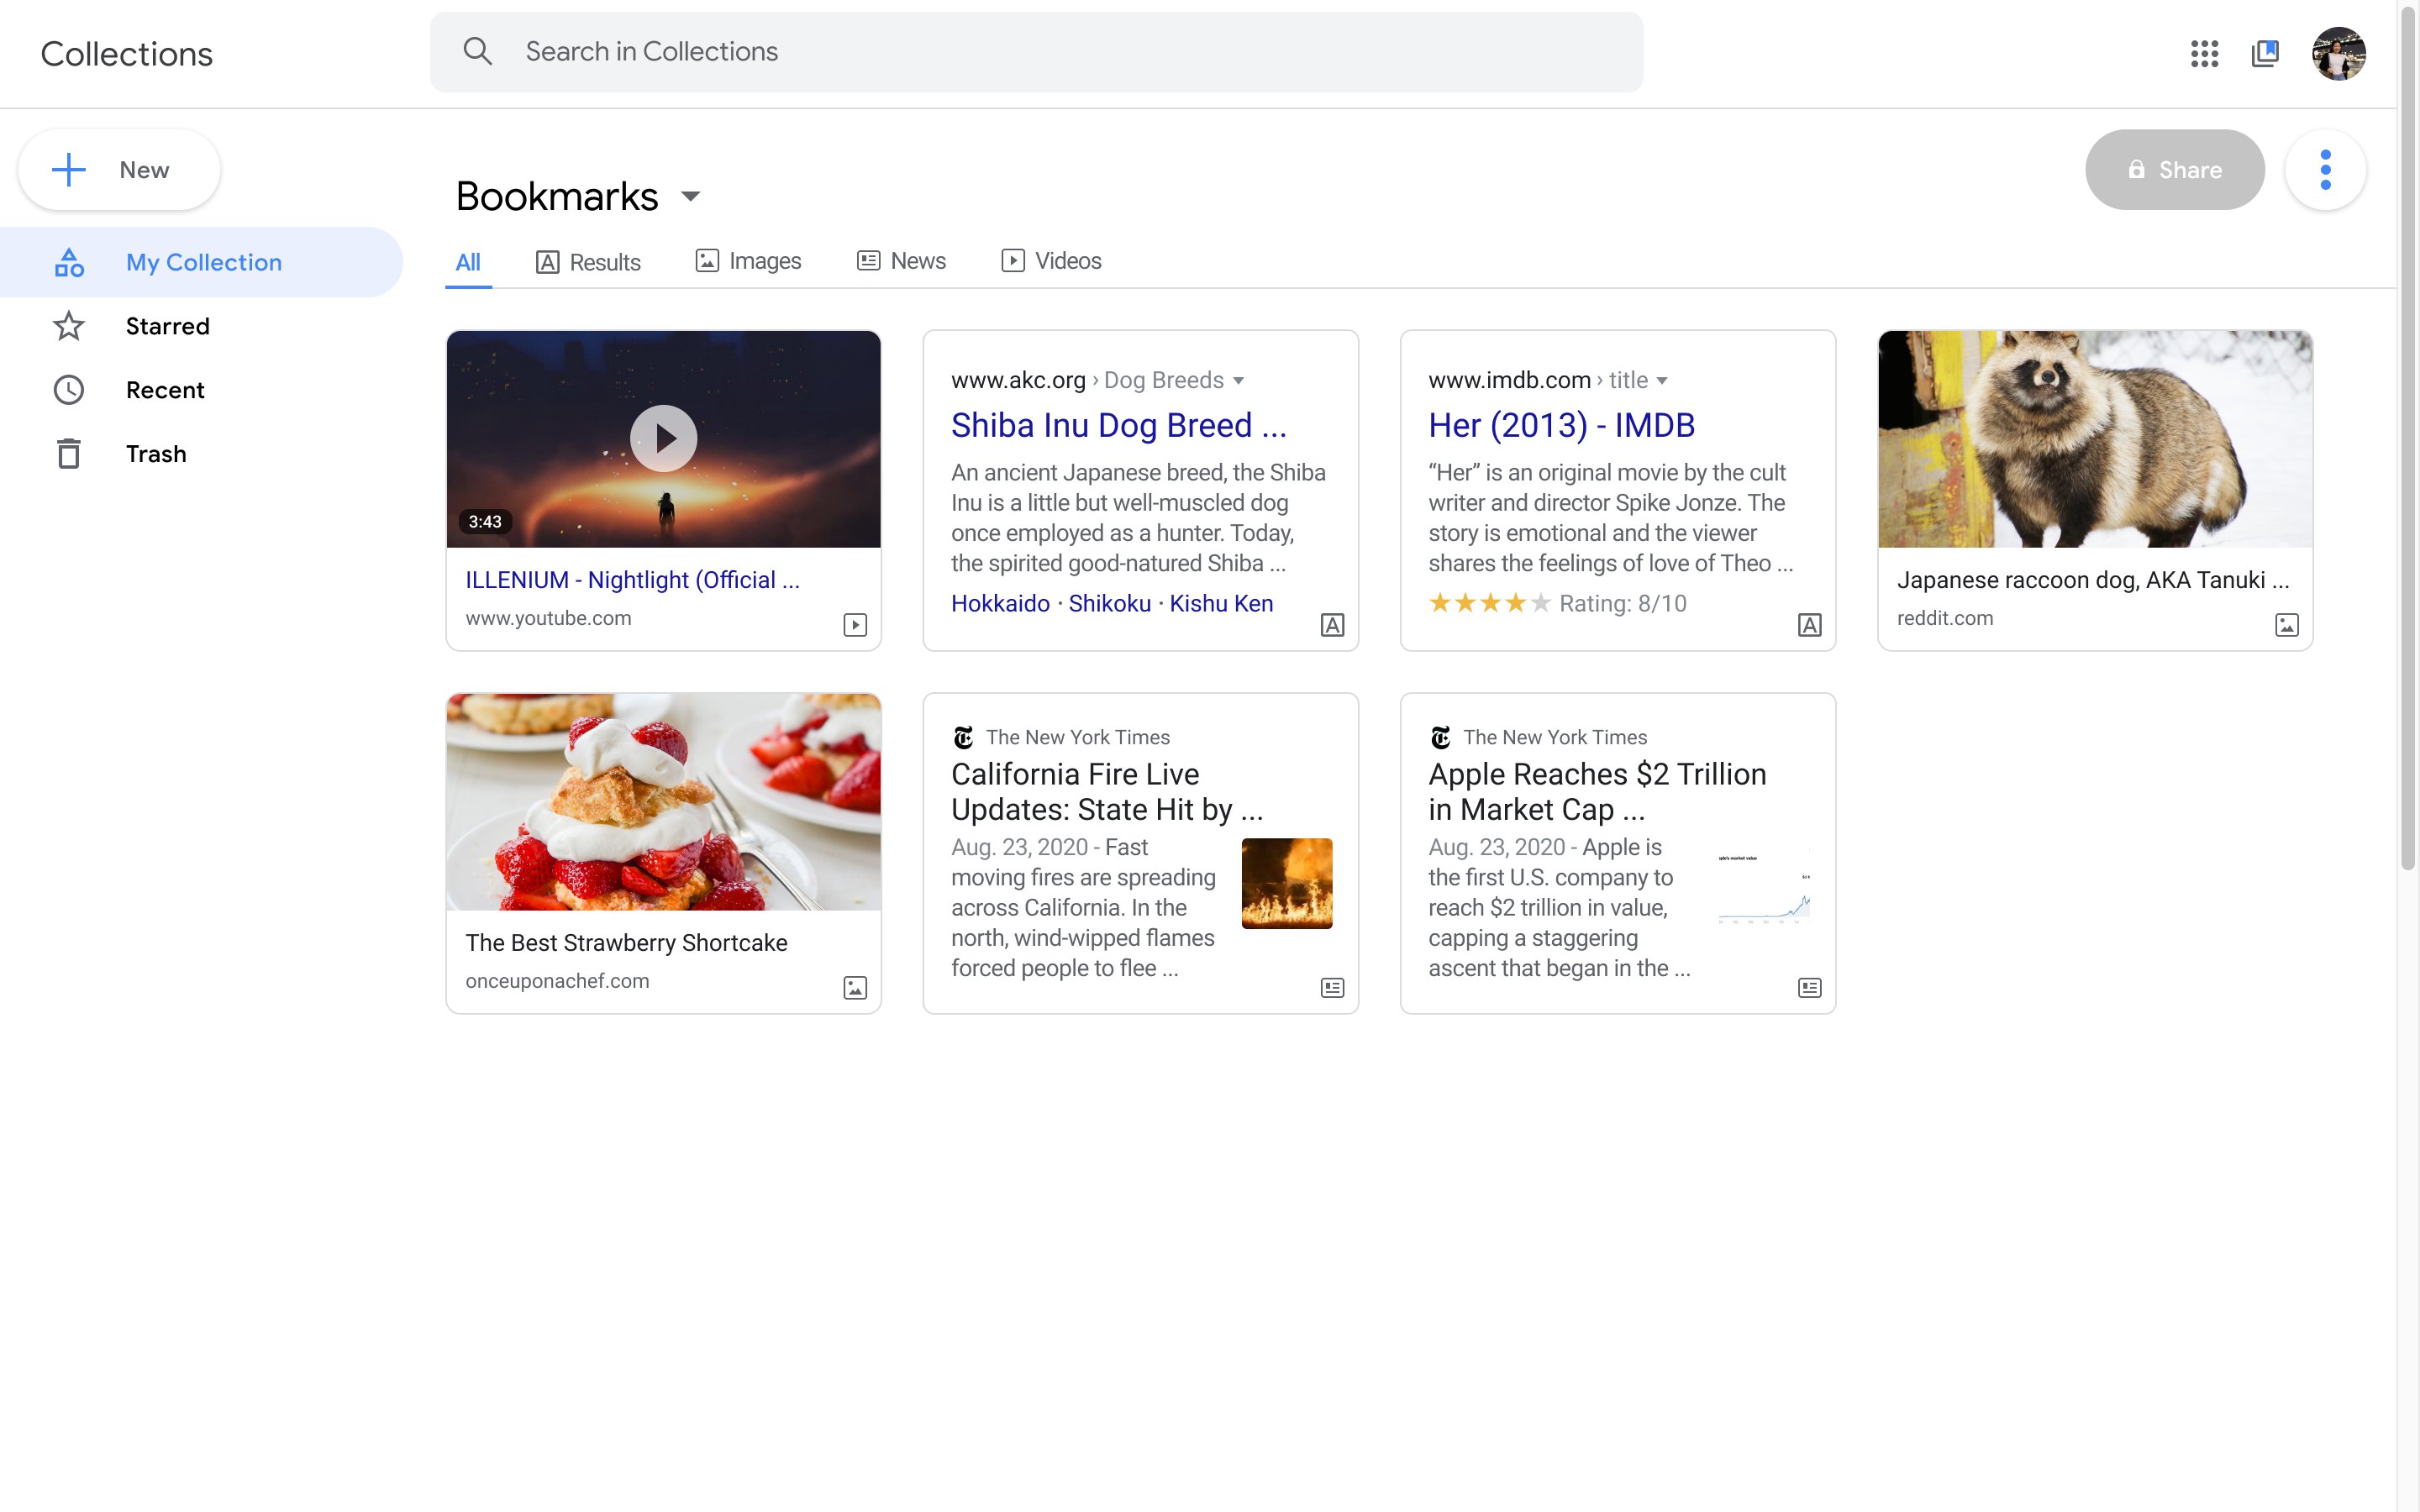 Collections
Search in Collections
New
Share
Bookmarks
My Collection
Starred
Recent
Trash
All
Results
Images
News
Videos
3:43
ILLENIUM - Nightlight (Official ...
www.youtube.com
www.akc.org › Dog Breeds
Shiba Inu Dog Breed ...
An ancient Japanese breed, the Shiba
Inu is a little but well-muscled dog
once employed as a hunter. Today,
the spirited good-natured Shiba ...
Hokkaido · Shikoku · Kishu Ken
www.imdb.com › title
Her (2013) - IMDB
“Her” is an original movie by the cult
writer and director Spike Jonze. The
story is emotional and the viewer
shares the feelings of love of Theo ...
Rating: 8/10
Japanese raccoon dog, AKA Tanuki ...
reddit.com
The Best Strawberry Shortcake
onceuponachef.com
The New York Times
California Fire Live
Updates: State Hit by ...
Aug. 23, 2020 - Fast
moving fires are spreading
across California. In the
north, wind-wipped flames
forced people to flee ...
The New York Times
Apple Reaches $2 Trillion
in Market Cap ...
Aug. 23, 2020 - Apple is
the first U.S. company to
reach $2 trillion in value,
capping a staggering
ascent that began in the ...
ple's market value